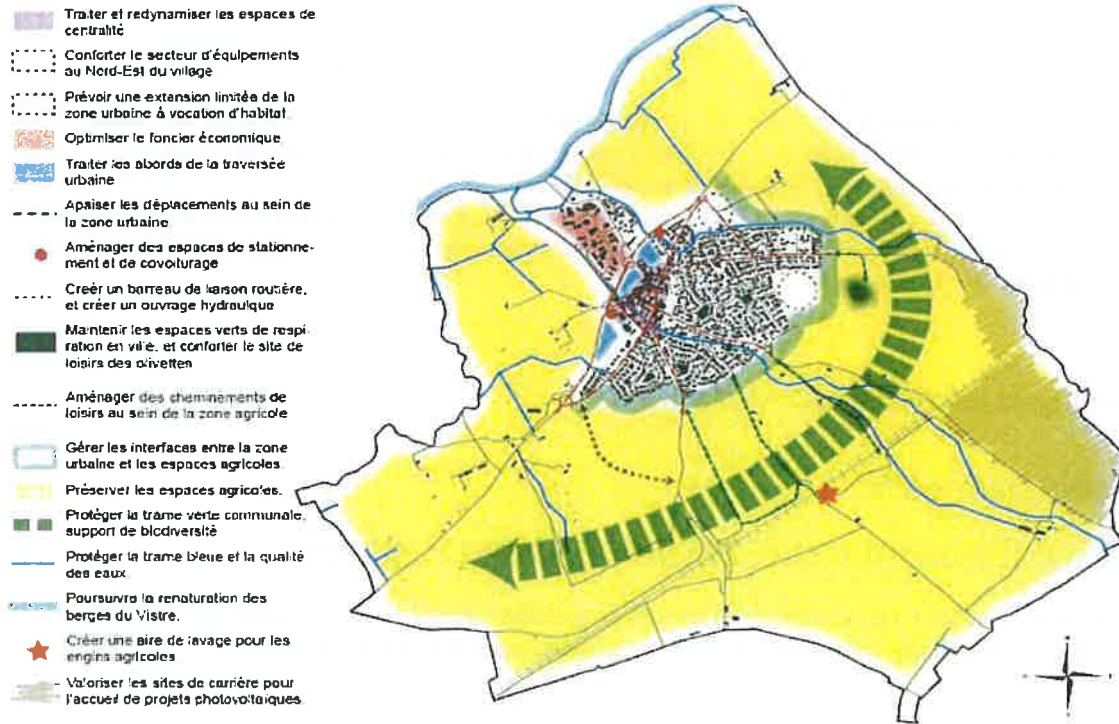 Traiter et redynamiser les espaces de
centralité
Conforter le secteur d'équipements
au Nord-Est du village
Prévoir une extension limitée de la
zone urbaine à vocation d'habitat.
Optimiser le foncier économique
Traiter les abords de la traversée
urbaine
Apaiser les déplacements au sein de
la zone urbaine.
Aménager des espaces de stationne-
ment et de covoiturage
Créer un barreau de liaison routière,
et créer un ouvrage hydraulique
Maintenir les espaces verts de respi-
ration en ville, et conforter le site de
loisirs des olivettes
Aménager des cheminements de
loisirs au sein de la zone agricole
Gérer les interfaces entre la zone
urbaine et les espaces agricoles.
Préserver les espaces agricoles.
Protéger la trame verte communale,
support de biodiversité
Protéger la trame bleue et la qualité
des eaux.
Poursuivre la renaturation des
berges du Vistre.
Créer une aire de lavage pour les
engins agricoles
Valoriser les sites de carrière pour
l'accueil de projets photovoltaïques.